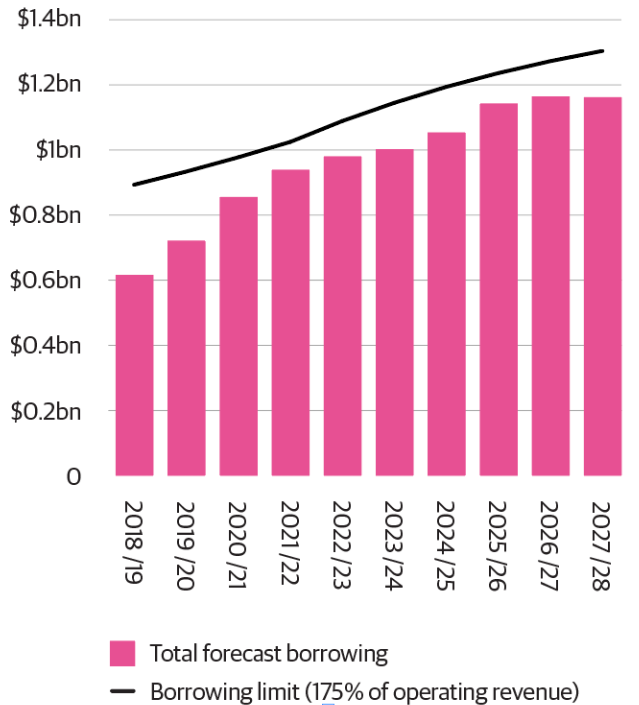 $1.4bn
$1.2bn
$1bn
$0.8bn
$0.6bn
$0.4bn
$0.2bn
0
2018 /19
2019 /20
2020 /21
2021 /22
2022 /23
2023 /24
2024 /25
2025 /26
2026 /27
2027 /28
Total forecast borrowing
Borrowing limit (175% of operating revenue)